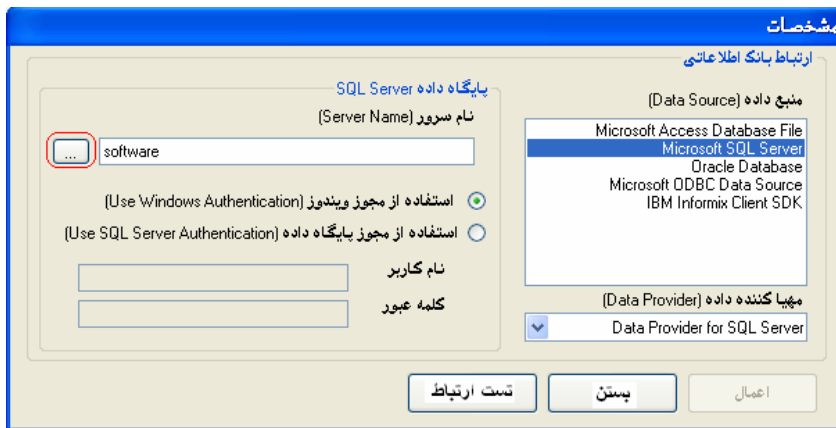 مشخصات
ارتباط بانک اطلاعاتی
منبع داده (Data Source)
Microsoft Access Database File
Microsoft SQL Server
Oracle Database
Microsoft ODBC Data Source
IBM Informix Client SDK
مهیا کننده داده (Data Provider)
Data Provider for SQL Server
پایگاه داده SQL Server
نام سرور (Server Name)
software
...
استفاده از مجوز ویندوز (Use Windows Authentication)
استفاده از مجوز پایگاه داده (Use SQL Server Authentication)
نام کاربر
کلمه عبور
اعمال
بستن
تست ارتباط